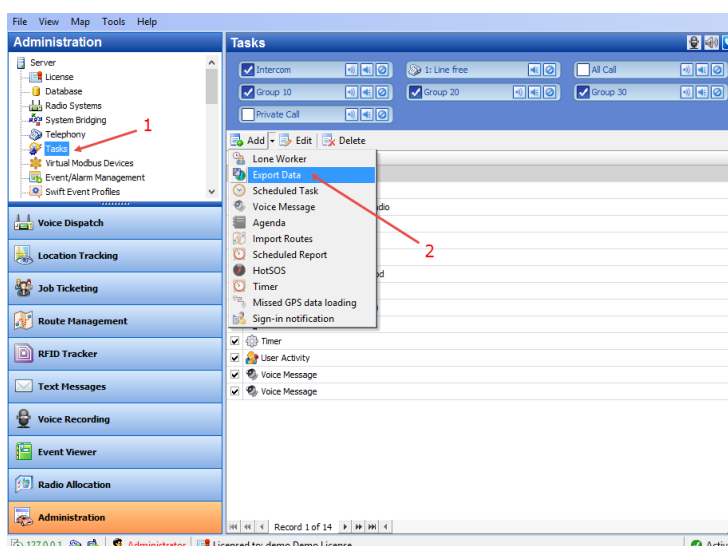 File View Map Tools Help
Administration
Server
License
Database
Radio Systems
System Bridging
Telephony
Tasks
Virtual Modbus Devices
Event/Alarm Management
Swift Event Profiles
1
Voice Dispatch
Location Tracking
Job Ticketing
Route Management
RFID Tracker
Text Messages
Voice Recording
Event Viewer
Radio Allocation
Administration
Tasks
Intercom 1: Line free All Call
Group 10 Group 20 Group 30
Private Call
Add Edit Delete
Lone Worker
Export Data
Scheduled Task
Voice Message
Agenda
Import Routes
Scheduled Report
HotSOS
Timer
Missed GPS data loading
Sign-in notification
2
Timer
User Activity
Voice Message
Voice Message
Record 1 of 14
127.0.0.1 Administrator Licensed to: demo Demo License